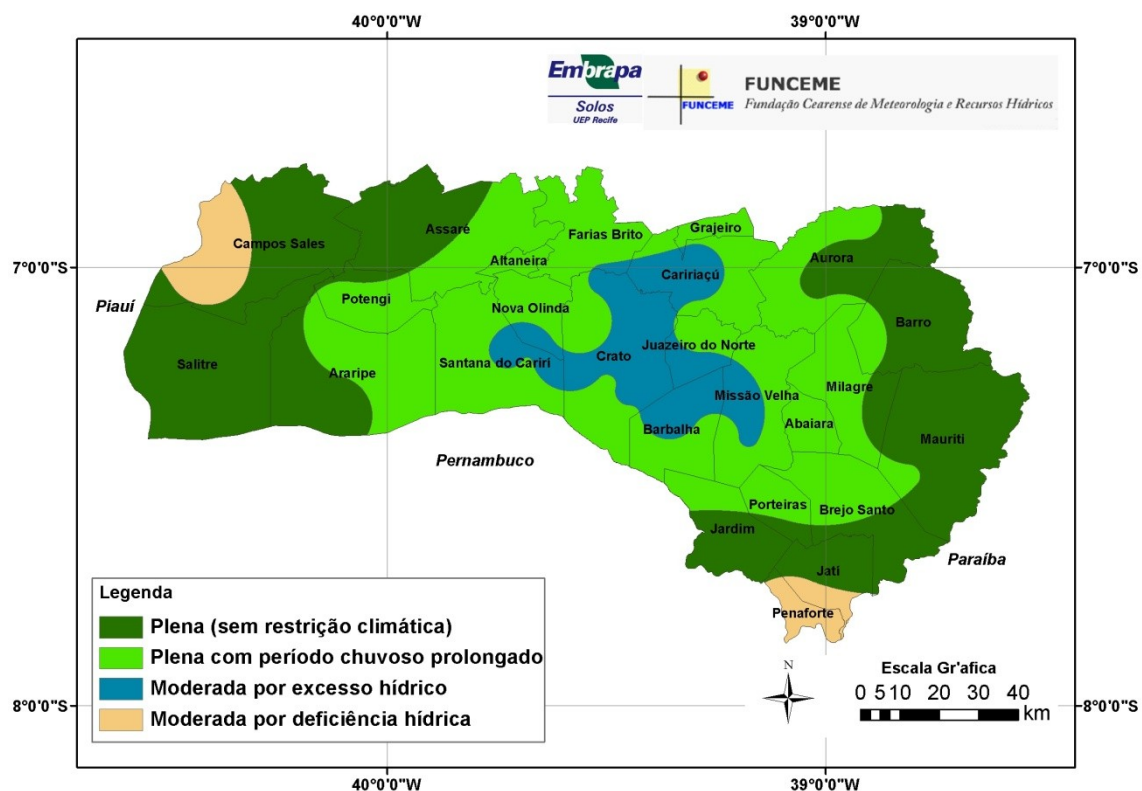 40°0'0"W
39°0'0"W
Embrapa
Solos
UEP Recife
FUNCEME
FUNCEME
Fundação Cearense de Meteorologia e Recursos Hídricos
7°0'0"S
7°0'0"S
Campos Sales
Assaré
Farias Brito
Grajeiro
Altaneira
Caririaçú
Aurora
Piauí
Potengi
Nova Olinda
Barro
Salitre
Araripe
Santana do Cariri
Crato
Juazeiro do Norte
Milagre
Missão Velha
Abaiara
Barbalha
Mauriti
Pernambuco
Porteiras
Brejo Santo
Jardim
Paraíba
Jati
Penaforte
Legenda
Plena (sem restrição climática)
Plena com período chuvoso prolongado
Moderada por excesso hídrico
Moderada por deficiência hídrica
N
Escala Gr'afica
0 5 10 20 30 40
km
8°0'0"S
8°0'0"S
40°0'0"W
39°0'0"W